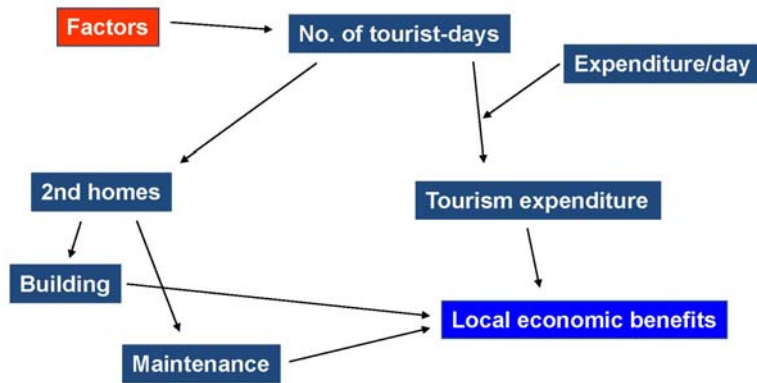 Factors
No. of tourist-days
Expenditure/day
2nd homes
Tourism expenditure
Building
Local economic benefits
Maintenance